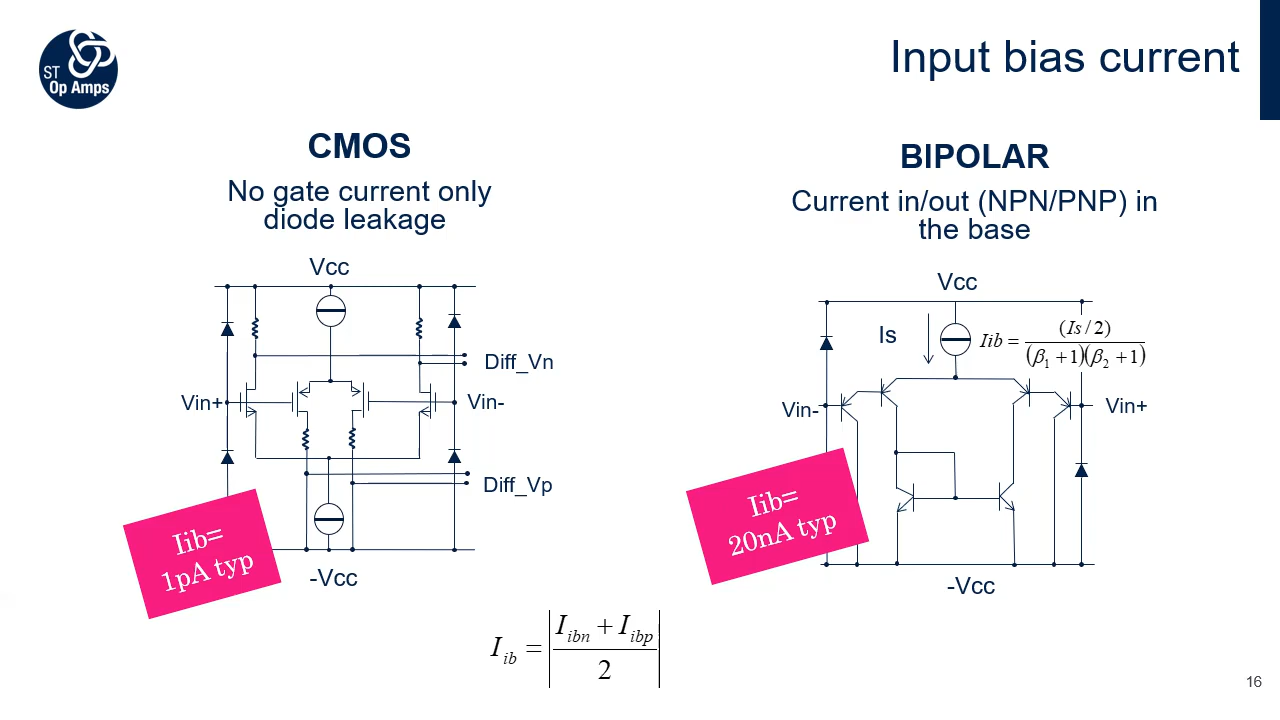 ST
Op Amps
Input bias current
CMOS
No gate current only
diode leakage
Vcc
Diff_Vn
Vin+
Vin-
Diff_Vp
-Vcc
Iib=
1pA typ
BIPOLAR
Current in/out (NPN/PNP) in
the base
Vcc
Is
Iib = (Is/2) / (β₁+1)(β₂+1)
Vin-
Vin+
Iib=
20nA typ
-Vcc
I_ib = |(I_ibn + I_ibp) / 2|
16